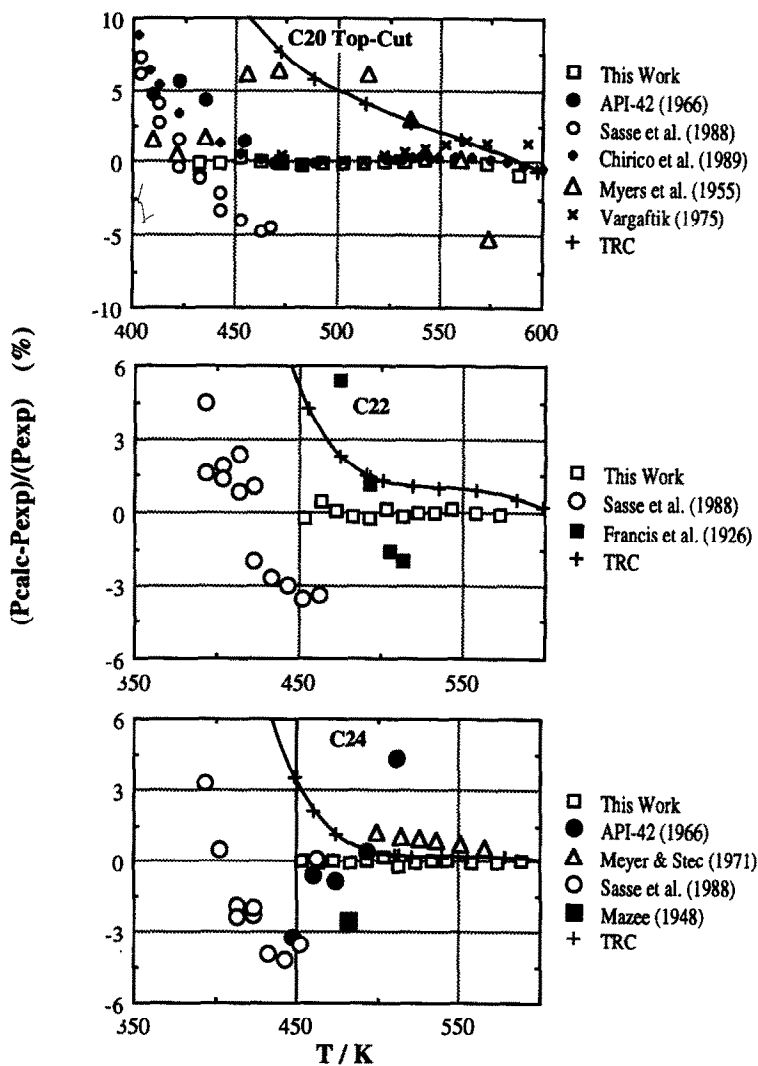 (Pcalc-Pexp)/(Pexp) (%)
10
5
0
-5
-10
400
450
500
550
600
C20 Top-Cut
This Work
API-42 (1966)
Sasse et al. (1988)
Chirico et al. (1989)
Myers et al. (1955)
Vargaftik (1975)
TRC
6
3
0
-3
-6
350
450
550
C22
This Work
Sasse et al. (1988)
Francis et al. (1926)
TRC
6
3
0
-3
-6
350
450
550
C24
This Work
API-42 (1966)
Meyer & Stec (1971)
Sasse et al. (1988)
Mazee (1948)
TRC
T / K